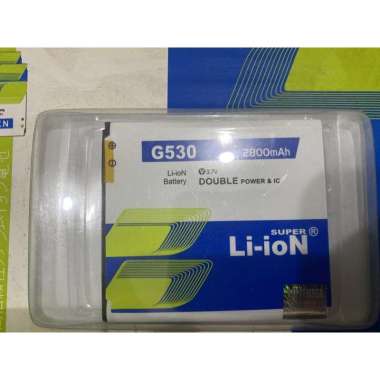 G530
2800mAh
Li-ioN
Battery
3.7V
DOUBLE POWER & IC
SUPER ®
Li-ioN